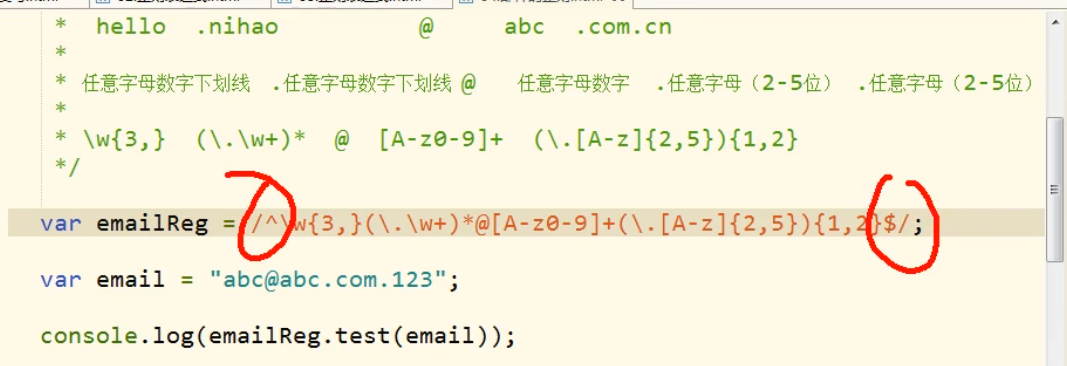 * hello .nihao @ abc .com.cn
*
* 任意字母数字下划线 .任意字母数字下划线 @ 任意字母数字 .任意字母（2-5位） .任意字母（2-5位）
*
* \w{3,} (\.\w+)* @ [A-z0-9]+ (\.[A-z]{2,5}){1,2}
*/
var emailReg = /^\w{3,}(\.\w+)*@[A-z0-9]+(\.[A-z]{2,5}){1,2}$/;
var email = "abc@abc.com.123";
console.log(emailReg.test(email));